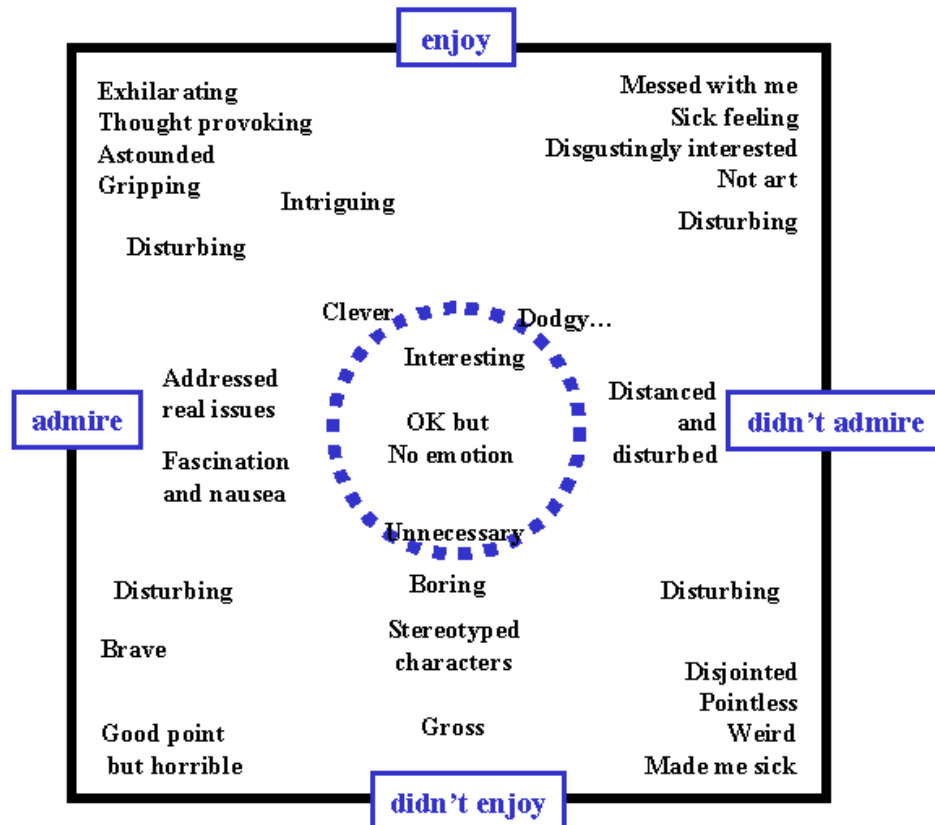 enjoy
Exhilarating
Thought provoking
Astounded
Gripping
Messed with me
Sick feeling
Disgustingly interested
Not art
Intriguing
Disturbing
Disturbing
Clever
Dodgy...
Interesting
admire
Addressed
real issues
Fascination
and nausea
OK but
No emotion
Distanced
and
disturbed
didn't admire
Unnecessary
Disturbing
Boring
Disturbing
Brave
Stereotyped
characters
Disjointed
Pointless
Weird
Made me sick
Good point
but horrible
Gross
didn't enjoy